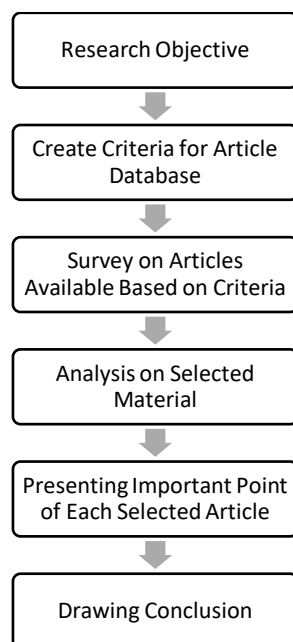 Research Objective
Create Criteria for Article
Database
Survey on Articles
Available Based on Criteria
Analysis on Selected
Material
Presenting Important Point
of Each Selected Article
Drawing Conclusion